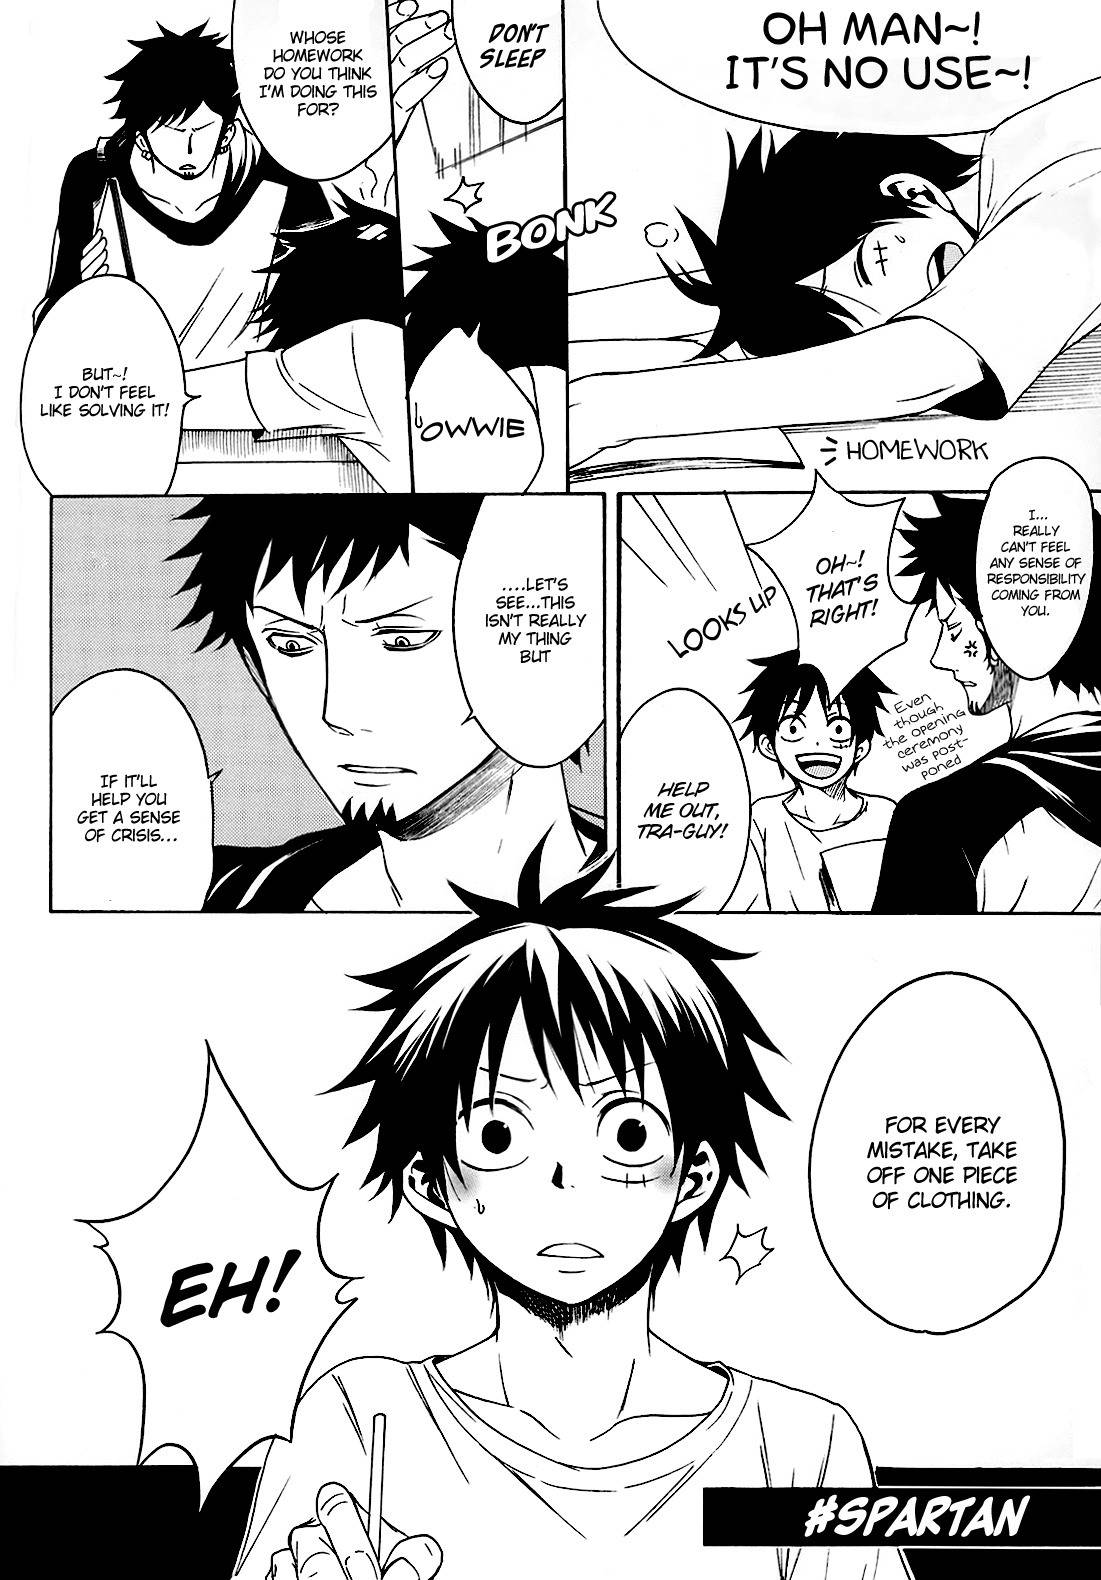 OH MAN~!
IT'S NO USE~!
HOMEWORK
DON'T
SLEEP
BONK
OWWIE
WHOSE
HOMEWORK
DO YOU THINK
I'M DOING THIS
FOR?
BUT~!
I DON'T FEEL
LIKE SOLVING IT!
I...
REALLY
CAN'T FEEL
ANY SENSE OF
RESPONSIBILITY
COMING FROM
YOU.
Even
though
the opening
ceremony
was post-
poned
OH~!
THAT'S
RIGHT!
LOOKS UP
HELP
ME OUT,
TRA-GUY!
....LET'S
SEE...THIS
ISN'T REALLY
MY THING
BUT
IF IT'LL
HELP YOU
GET A SENSE
OF CRISIS...
FOR EVERY
MISTAKE, TAKE
OFF ONE PIECE
OF CLOTHING.
EH!
#SPARTAN